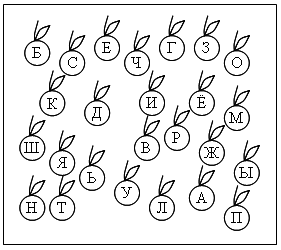 Б С Е Ч Г З О
К Д И Ё М
Ш Я Ь В Р Ж Ы
Н Т У Л А П